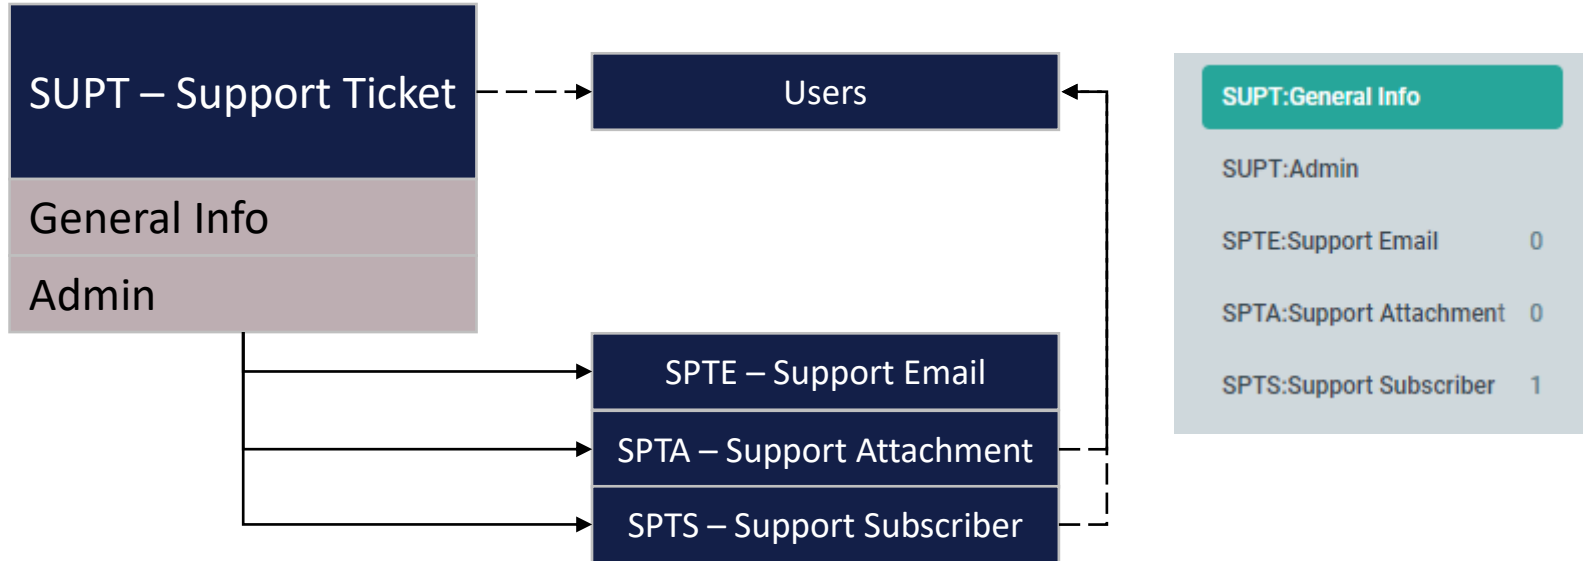 SUPT – Support Ticket
General Info
Admin
Users
SPTE – Support Email
SPTA – Support Attachment
SPTS – Support Subscriber
SUPT:General Info
SUPT:Admin
SPTE:Support Email 0
SPTA:Support Attachment 0
SPTS:Support Subscriber 1